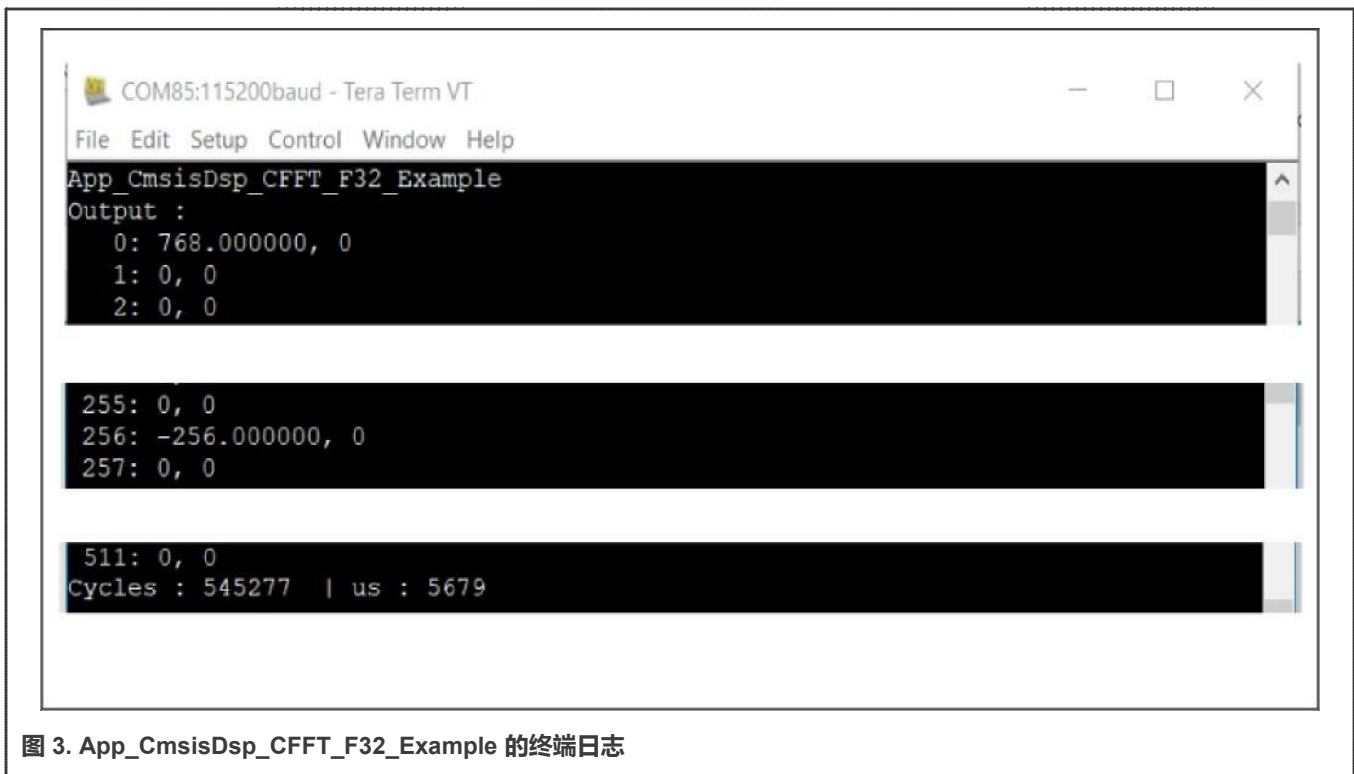 COM85:115200baud - Tera Term VT
File Edit Setup Control Window Help
App_CmsisDsp_CFFT_F32_Example
Output :
0: 768.000000, 0
1: 0, 0
2: 0, 0
255: 0, 0
256: -256.000000, 0
257: 0, 0
511: 0, 0
Cycles : 545277 | us : 5679
图 3. App_CmsisDsp_CFFT_F32_Example 的终端日志